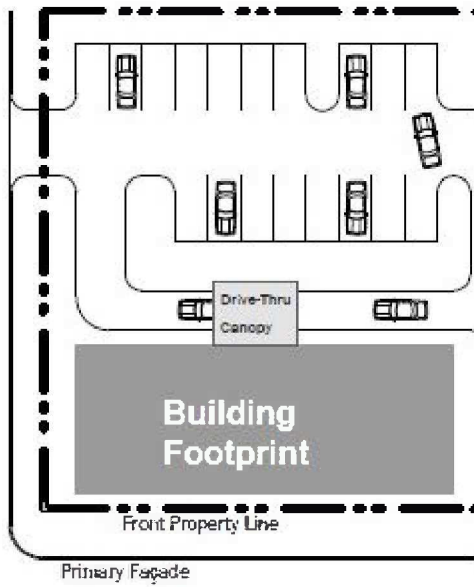 Drive-Thru
Canopy
Building
Footprint
Front Property Line
Primary Façade